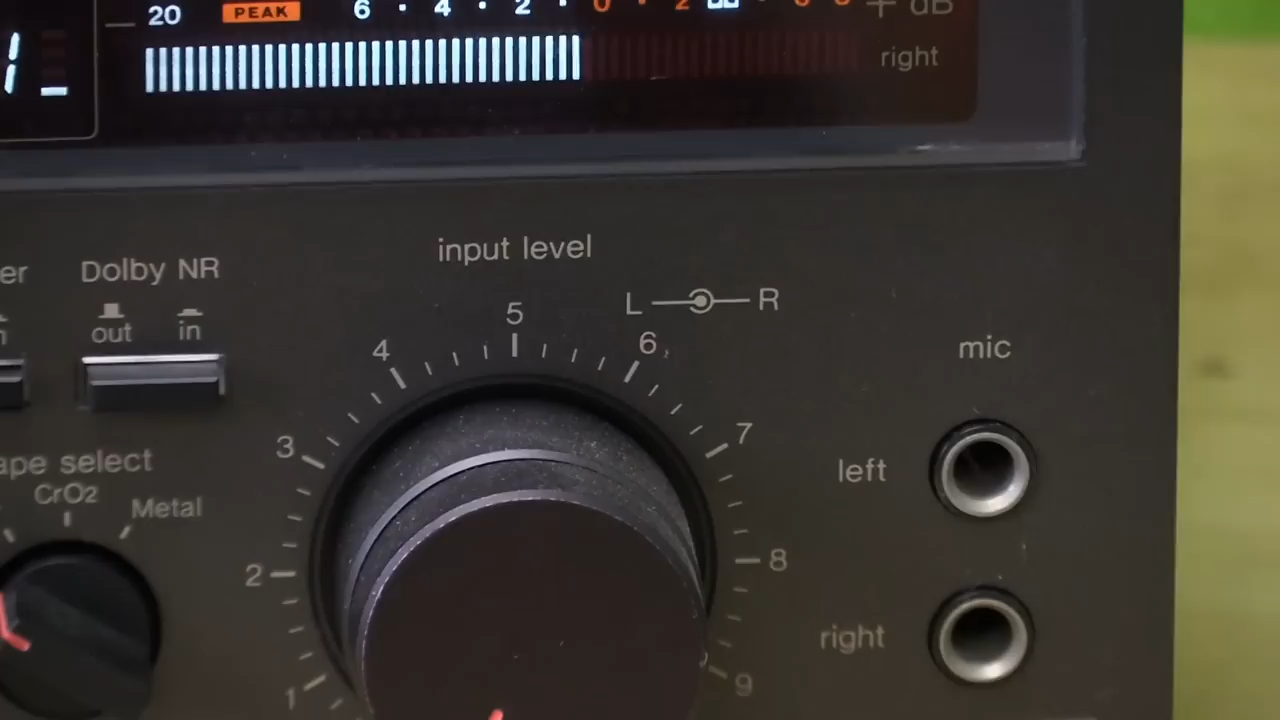 20 PEAK 6 · 4 · 2 · 0 · 2 + dB
right
input level
er Dolby NR
out in
L R
mic
1 2 3 4 5 6 7 8 9
ape select
CrO2 Metal
left
right